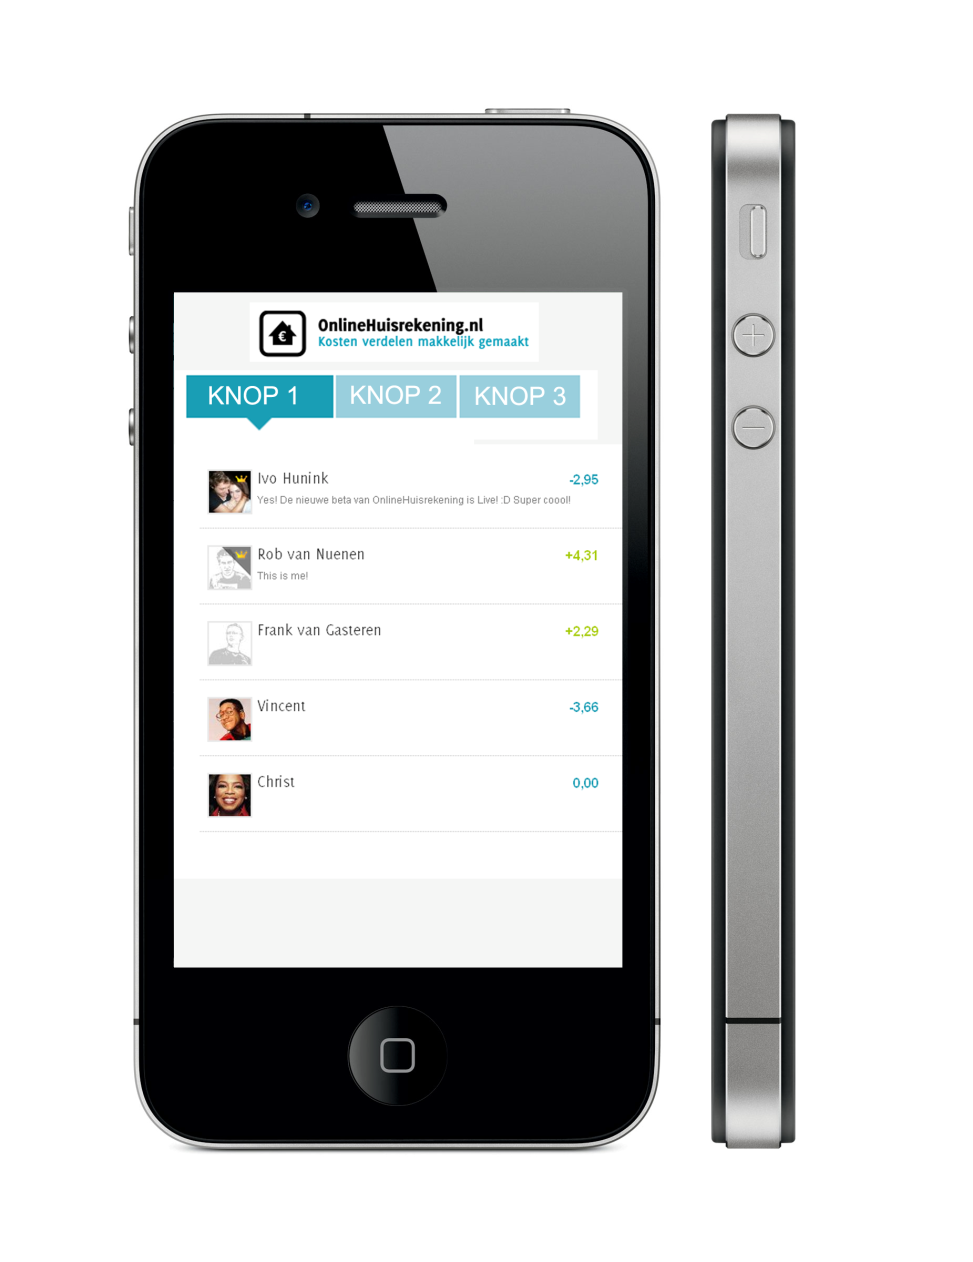 OnlineHuisrekening.nl
Kosten verdelen makkelijk gemaakt
KNOP 1 KNOP 2 KNOP 3
Ivo Hunink -2,95
Yes! De nieuwe beta van OnlineHuisrekening is Live! :D Super coool!
Rob van Nuenen +4,31
This is me!
Frank van Gasteren +2,29
Vincent -3,66
Christ 0,00